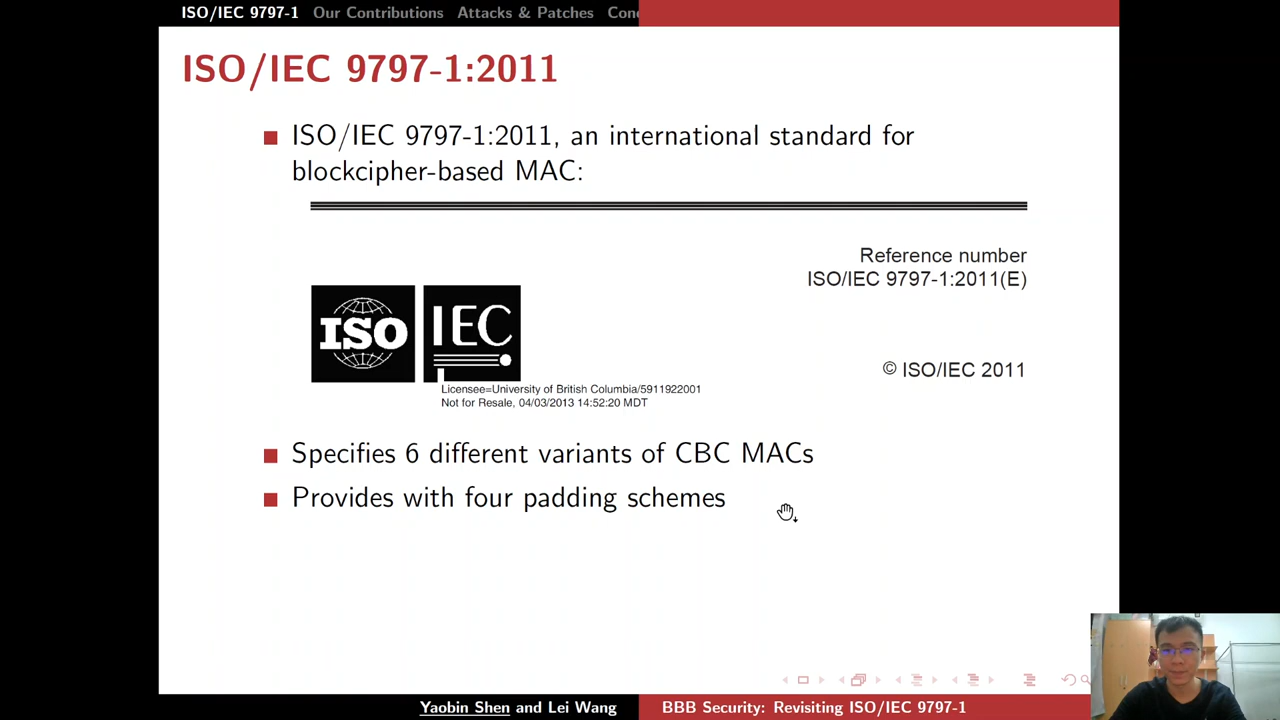 ISO/IEC 9797-1 Our Contributions Attacks & Patches Conc
ISO/IEC 9797-1:2011
ISO/IEC 9797-1:2011, an international standard for
blockcipher-based MAC:
Reference number
ISO/IEC 9797-1:2011(E)
ISO IEC
© ISO/IEC 2011
Licensee=University of British Columbia/5911922001
Not for Resale, 04/03/2013 14:52:20 MDT
Specifies 6 different variants of CBC MACs
Provides with four padding schemes
Yaobin Shen and Lei Wang BBB Security: Revisiting ISO/IEC 9797-1